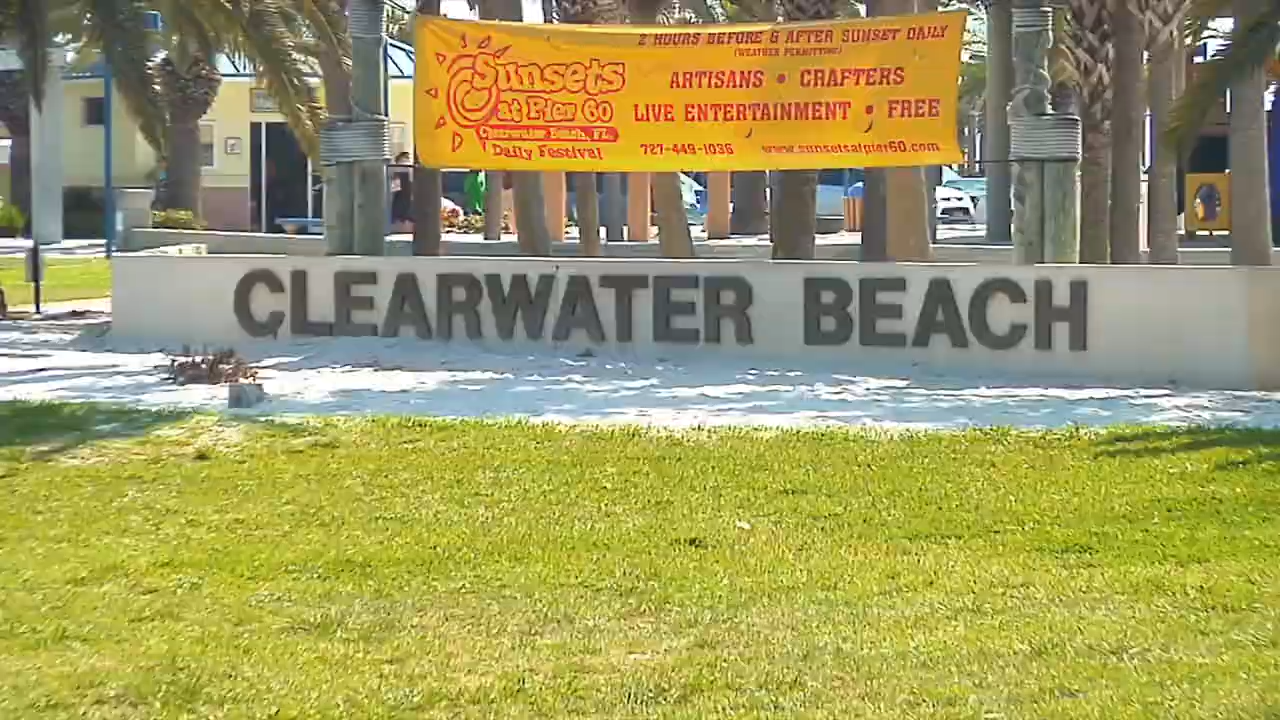 2 HOURS BEFORE & AFTER SUNSET DAILY
(WEATHER PERMITTING)
Sunsets
at Pier 60
Clearwater Beach, FL.
Daily Festival
ARTISANS • CRAFTERS
LIVE ENTERTAINMENT • FREE
727-449-1036 www.sunsetsatpier60.com
CLEARWATER BEACH